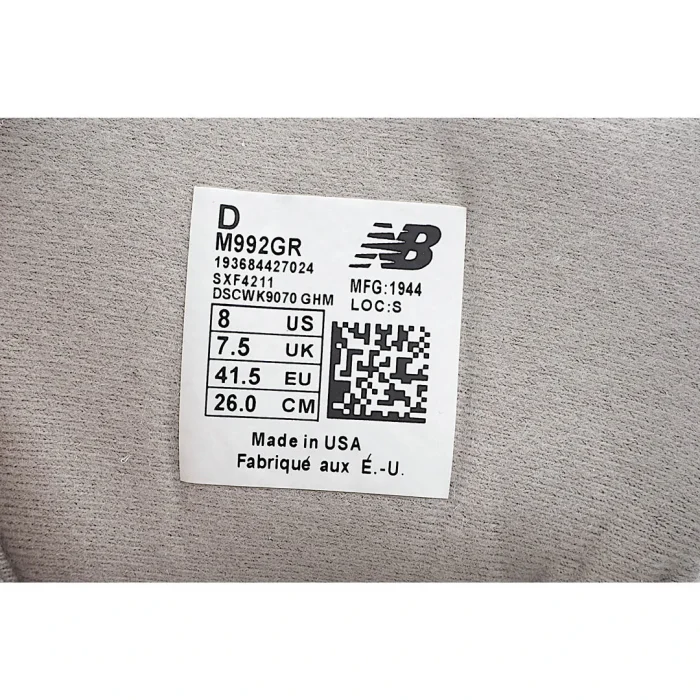 D
M992GR
193684427024
SXF4211
DSCWK9070 GHM
NB
MFG:1944
LOC:S
8 US
7.5 UK
41.5 EU
26.0 CM
Made in USA
Fabriqué aux É.-U.